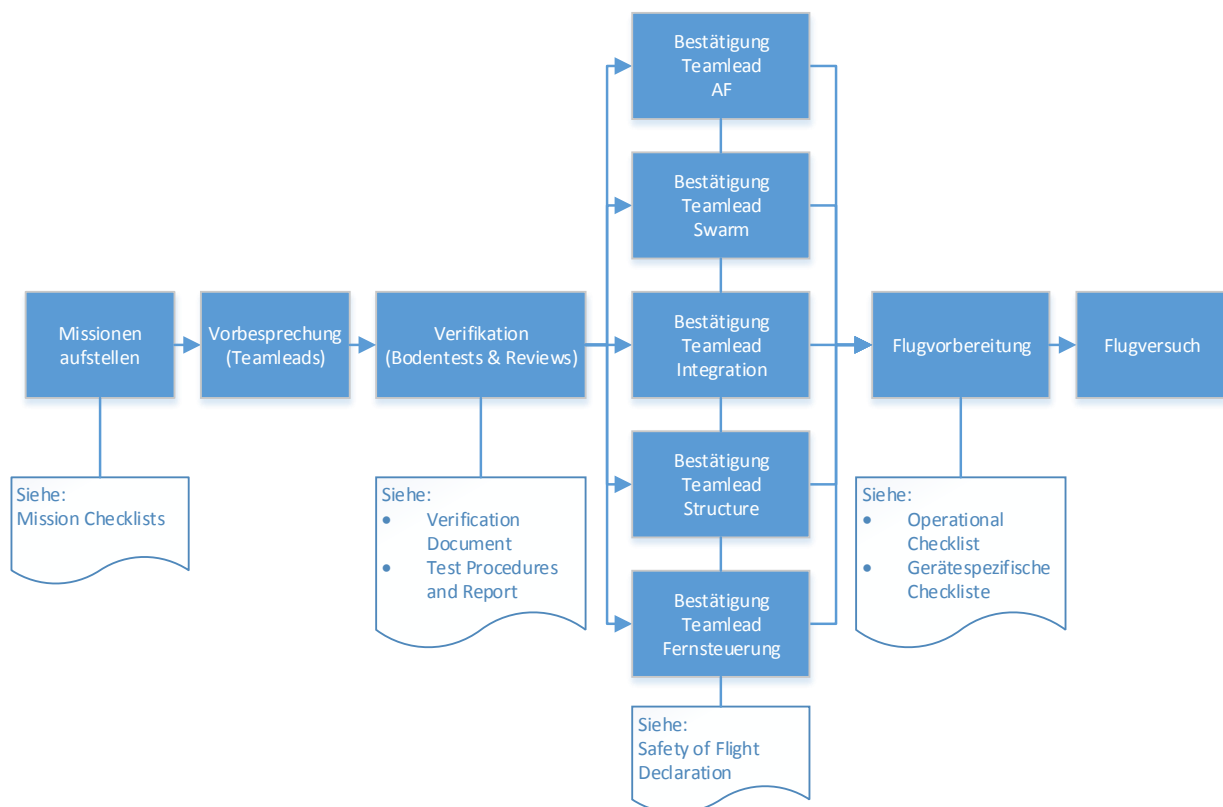 Bestätigung
Teamlead
AF
Bestätigung
Teamlead
Swarm
Missionen
aufstellen
Vorbesprechung
(Teamleads)
Verifikation
(Bodentests & Reviews)
Bestätigung
Teamlead
Integration
Flugvorbereitung
Flugversuch
Bestätigung
Teamlead
Structure
Bestätigung
Teamlead
Fernsteuerung
Siehe:
Mission Checklists
Siehe:
• Verification
Document
• Test Procedures
and Report
Siehe:
Safety of Flight
Declaration
Siehe:
• Operational
Checklist
• Gerätespezifische
Checkliste